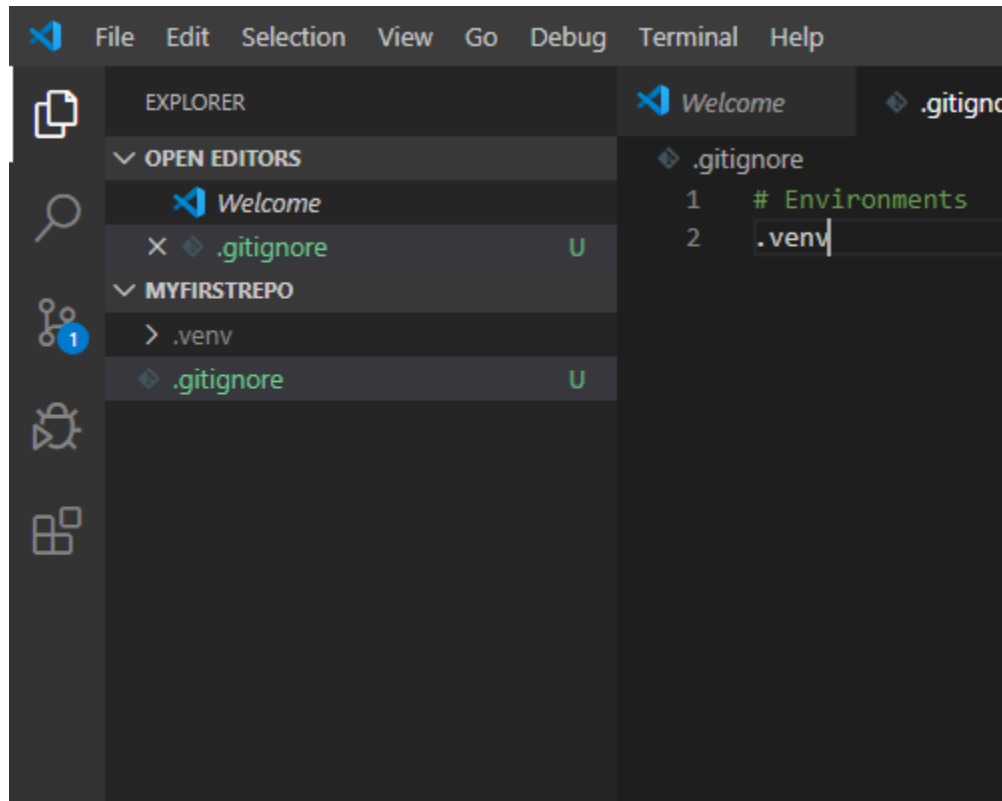 File Edit Selection View Go Debug Terminal Help
EXPLORER
OPEN EDITORS
Welcome
.gitignore U
MYFIRSTREPO
.venv
.gitignore U
1
Welcome .gitigno
.gitignore
1 # Environments
2 .venv